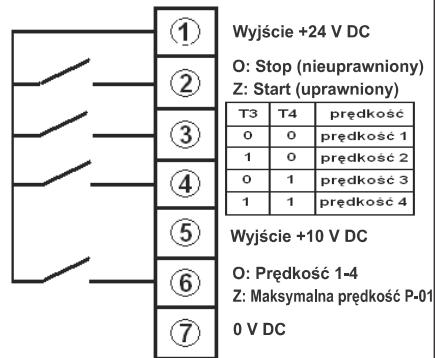 ① Wyjście +24 V DC
② O: Stop (nieuprawniony)
Z: Start (uprawniony)
T3 T4 prędkość
③ 0 0 prędkość 1
1 0 prędkość 2
④ 0 1 prędkość 3
1 1 prędkość 4
⑤ Wyjście +10 V DC
⑥ O: Prędkość 1-4
Z: Maksymalna prędkość P-01
⑦ 0 V DC